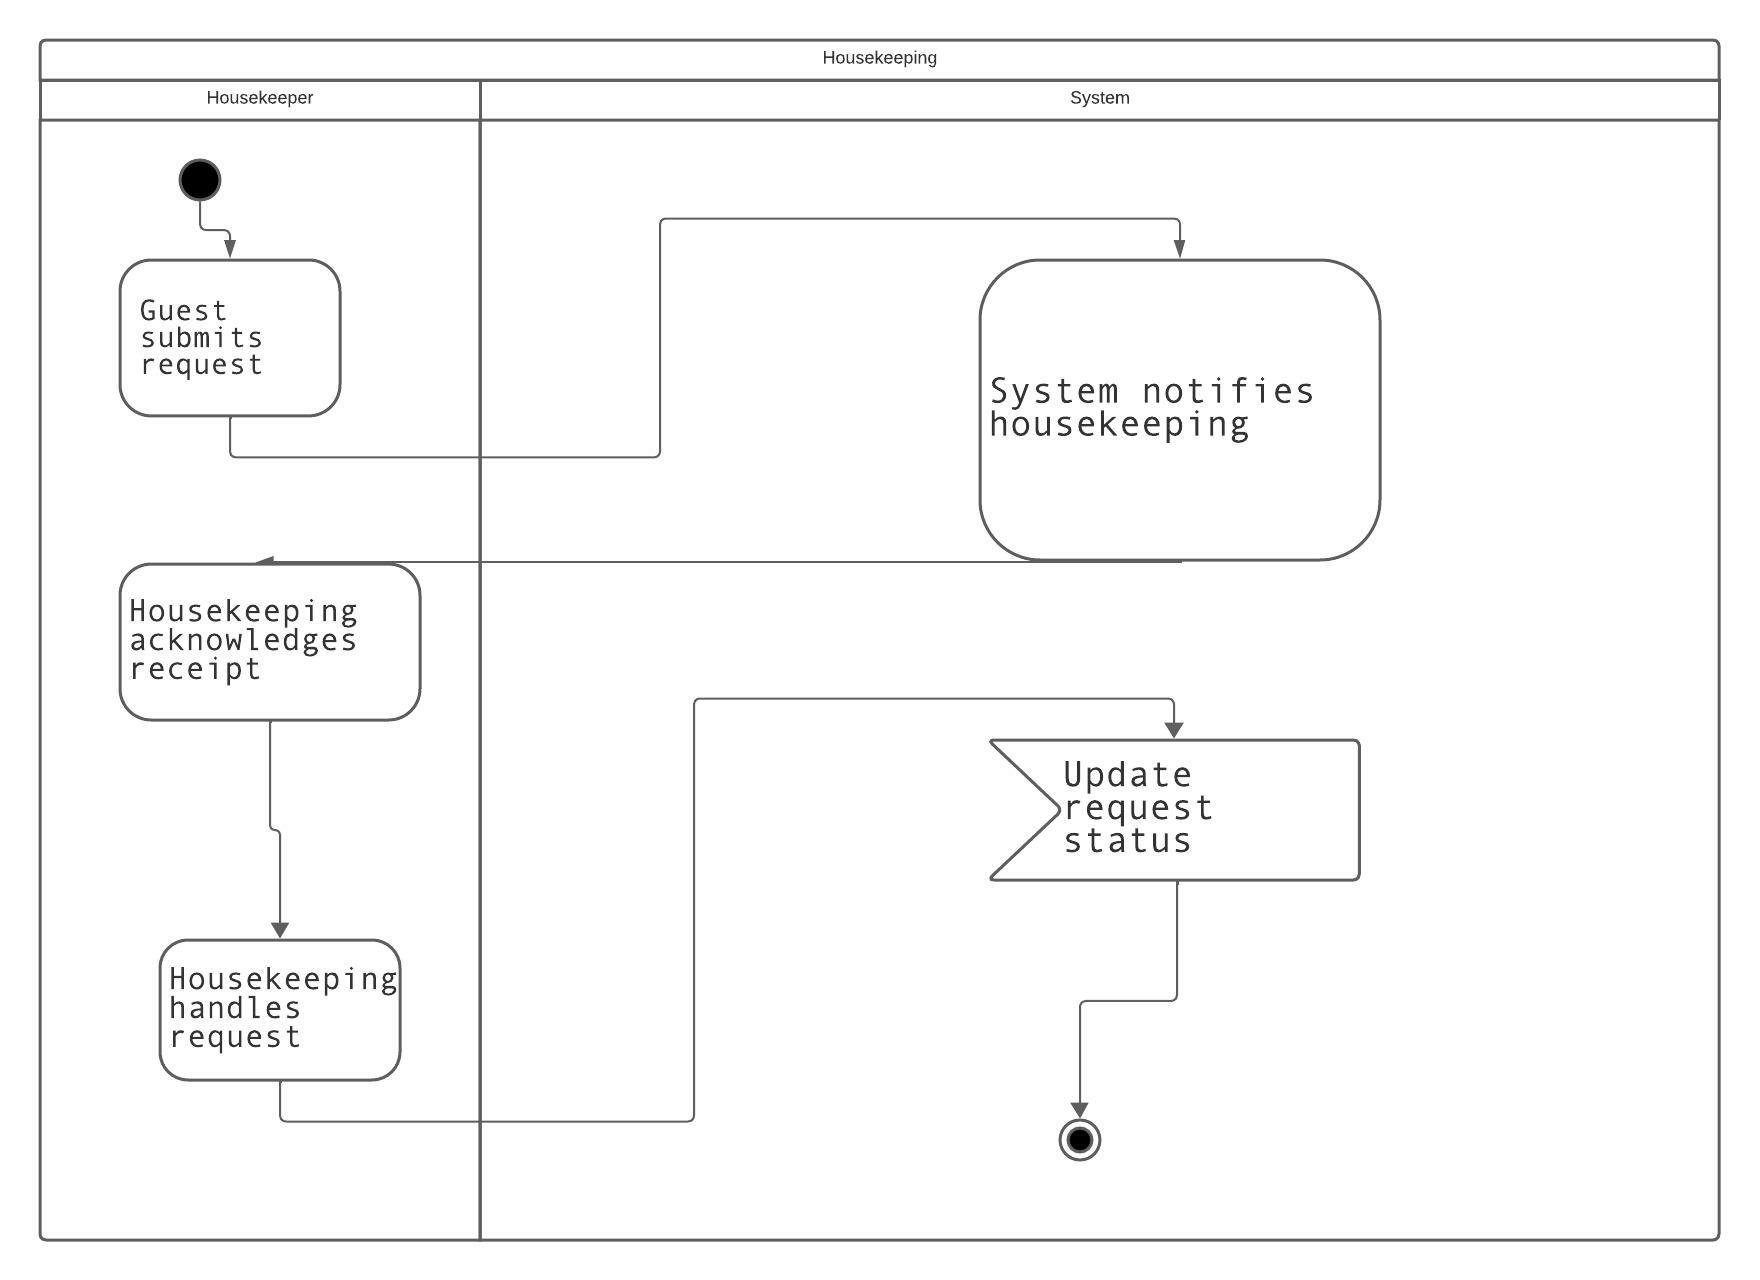 Housekeeping
Housekeeper
System
Guest
submits
request
System notifies
housekeeping
Housekeeping
acknowledges
receipt
Update
request
status
Housekeeping
handles
request